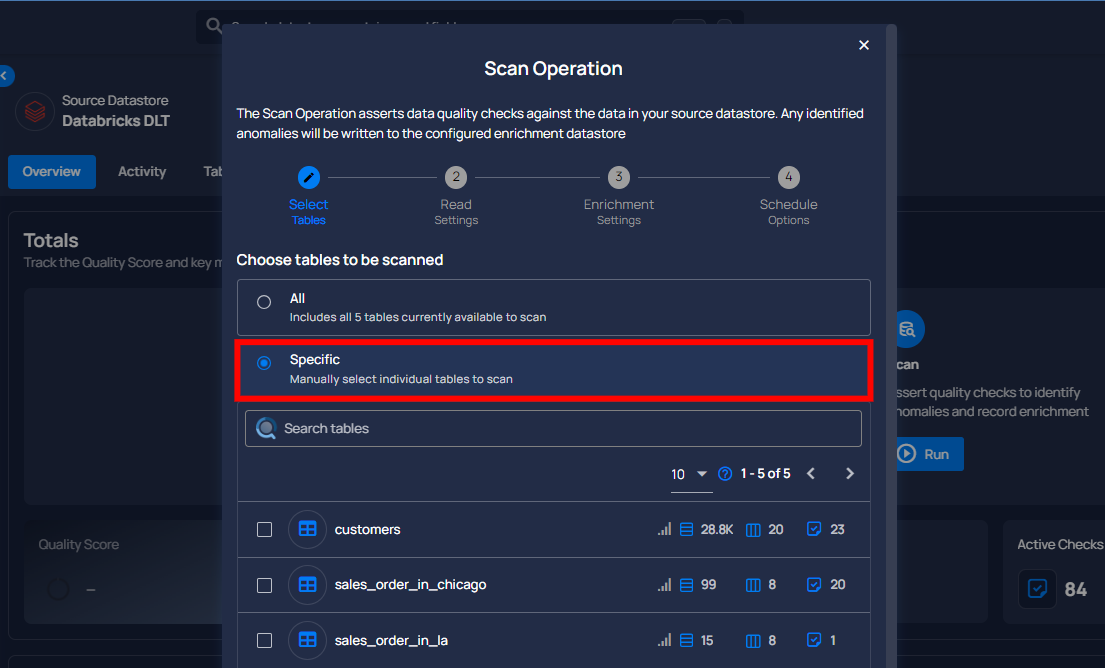 Scan Operation
The Scan Operation asserts data quality checks against the data in your source datastore. Any identified
anomalies will be written to the configured enrichment datastore
Source Datastore
Databricks DLT
Overview
Activity
Tab
2
3
4
Select
Read
Enrichment
Schedule
Tables
Settings
Settings
Options
Totals
Track the Quality Score and key m
Choose tables to be scanned
All
Includes all 5 tables currently available to scan
Specific
Manually select individual tables to scan
Search tables
10
1 - 5 of 5
customers
28.8K
20
23
sales_order_in_chicago
99
8
20
sales_order_in_la
15
8
1
can
ssert quality checks to identify
nomalies and record enrichment
Run
Quality Score
–
Active Checks
84